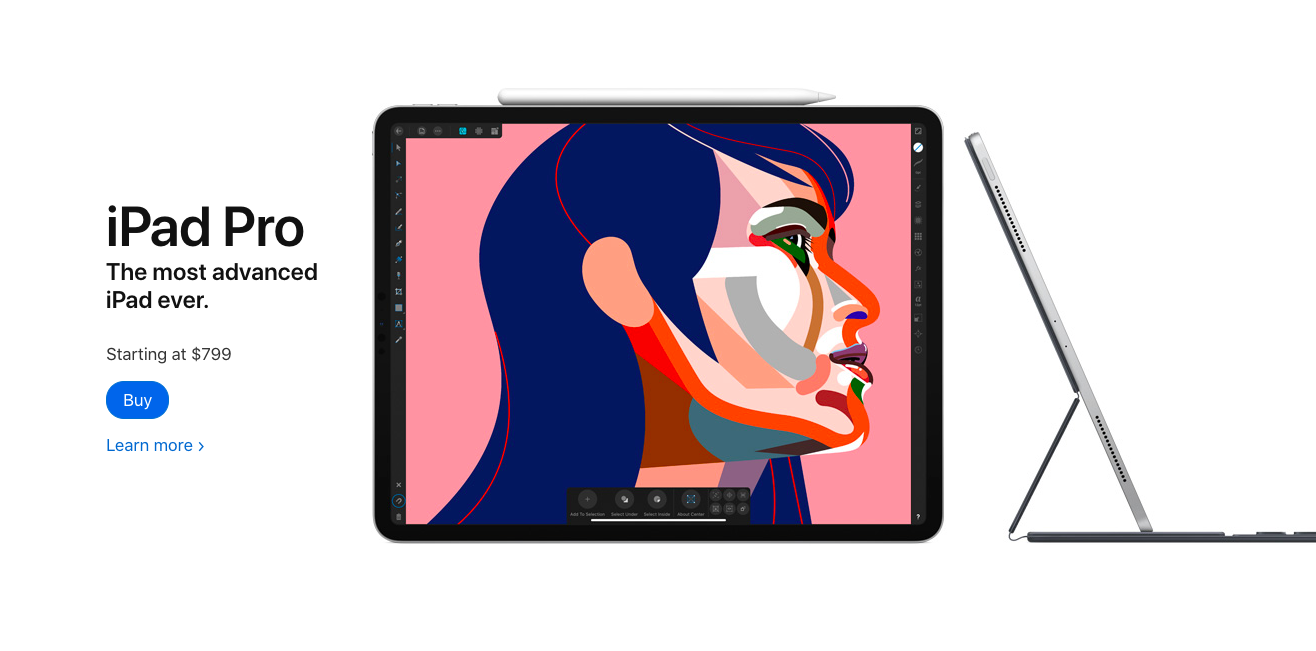 iPad Pro
The most advanced
iPad ever.
Starting at $799
Buy
Learn more ›
Add To Selection
Select Under
Select Inside
About Center
?